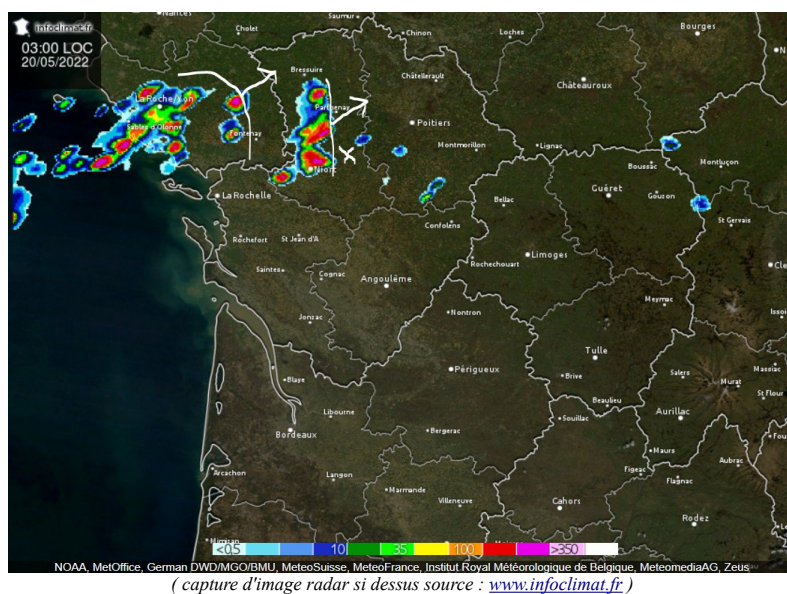 Nantes
Saumur
infoclimat.fr
Cholet
Chinon
Loches
Bourges
03:00 LOC
20/05/2022
Bressuire
Châtellerault
Châteauroux
La Roche/Yon
Parthenay
Sables d'Olonne
Poitiers
Fontenay
Montmorillon
Lignac
Niort
Boussac
Montluçon
La Rochelle
Bellac
Guéret
Gouzon
St Gervais
Confolens
Rochefort
St Jean d'A
Limoges
Saintes
Cognac
Angoulême
Rochechouart
Meymac
Jonzac
Nontron
Tulle
Blaye
Périgueux
Brive
Salers
Massiac
Murat
St Flour
Libourne
Beaulieu
Aurillac
Souillac
Bordeaux
Bergerac
Maurs
Figeac
Aubrac
Arcachon
Langon
Marmande
Flagnac
Villeneuve
Cahors
Rodez
Mimizan
<0.5 10 35 100 >350
NOAA, MetOffice, German DWD/MGO/BMU, MeteoSuisse, MeteoFrance, Institut Royal Météorologique de Belgique, MeteomediaAG, Zeus
( capture d'image radar si dessus source : www.infoclimat.fr )